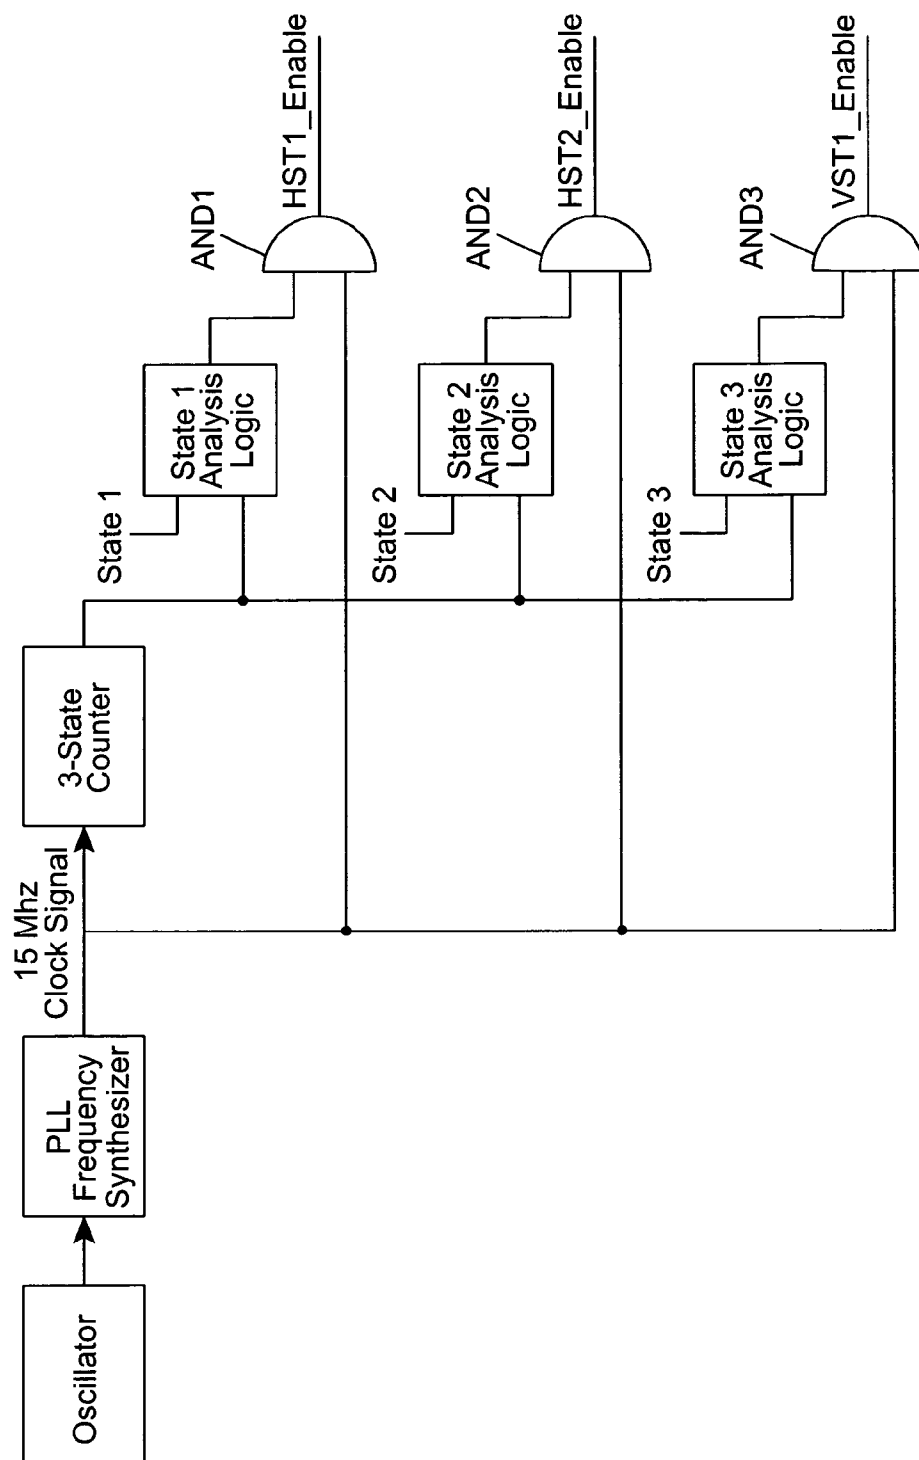 Oscillator
PLL
Frequency
Synthesizer
15 Mhz
Clock Signal
3-State
Counter
State 1
State 1
Analysis
Logic
AND1
HST1_Enable
State 2
State 2
Analysis
Logic
AND2
HST2_Enable
State 3
State 3
Analysis
Logic
AND3
VST1_Enable